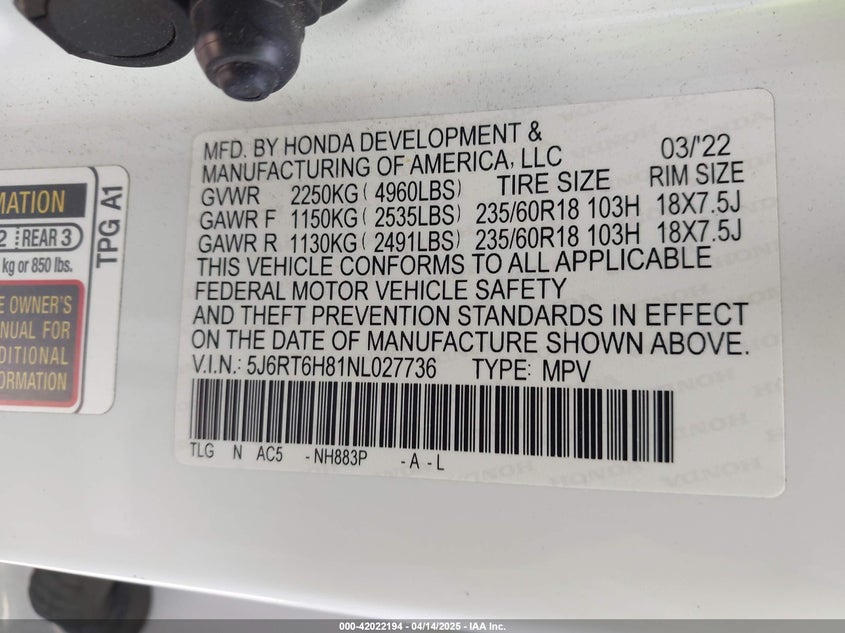 MATION
2 REAR 3
kg or 850 lbs.
E OWNER'S
NUAL FOR
DITIONAL
FORMATION
TPG A1
MFD. BY HONDA DEVELOPMENT &
MANUFACTURING OF AMERICA, LLC 03/'22
GVWR 2250KG ( 4960LBS) TIRE SIZE RIM SIZE
GAWR F 1150KG ( 2535LBS) 235/60R18 103H 18X7.5J
GAWR R 1130KG ( 2491LBS) 235/60R18 103H 18X7.5J
THIS VEHICLE CONFORMS TO ALL APPLICABLE
FEDERAL MOTOR VEHICLE SAFETY
AND THEFT PREVENTION STANDARDS IN EFFECT
ON THE DATE OF MANUFACTURE SHOWN ABOVE.
V.I.N.: 5J6RT6H81NL027736 TYPE: MPV
TLG N AC5 - NH883P - A - L
000-42022194 - 04/14/2025 - IAA Inc.